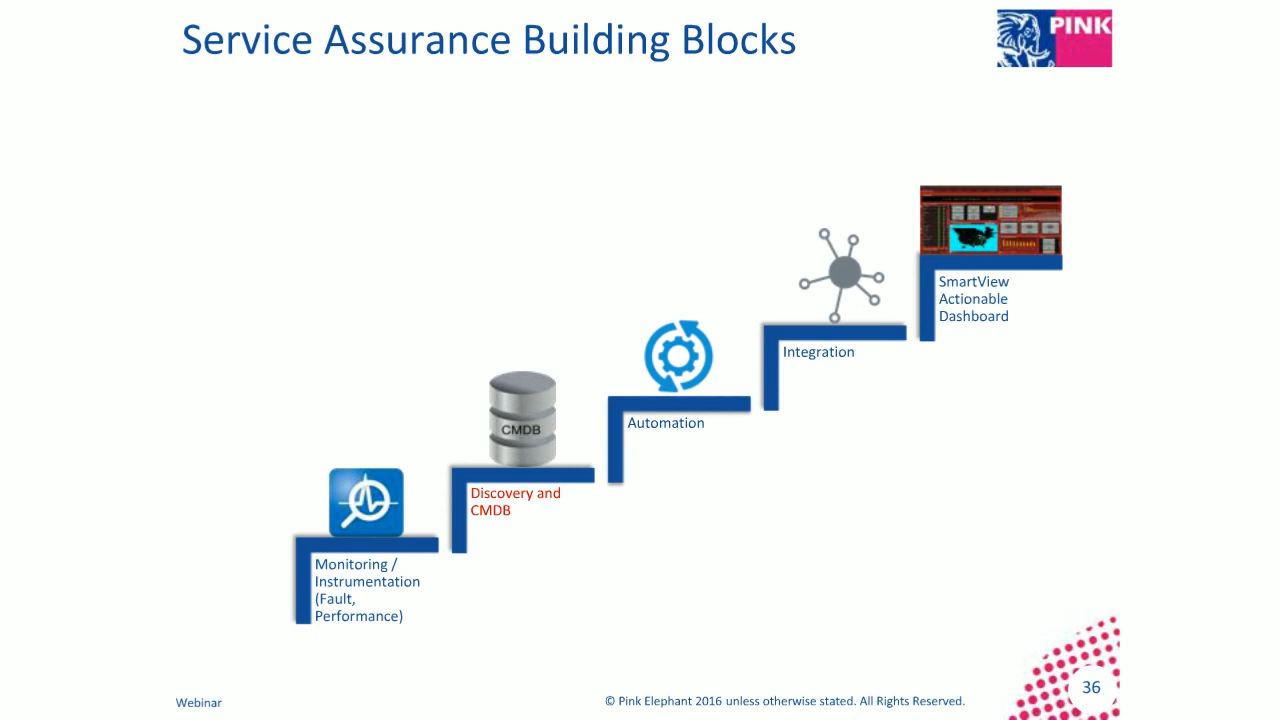 Service Assurance Building Blocks
PINK
SmartView
Actionable
Dashboard
Integration
Automation
CMDB
Discovery and
CMDB
Monitoring /
Instrumentation
(Fault,
Performance)
Webinar
© Pink Elephant 2016 unless otherwise stated. All Rights Reserved.
36